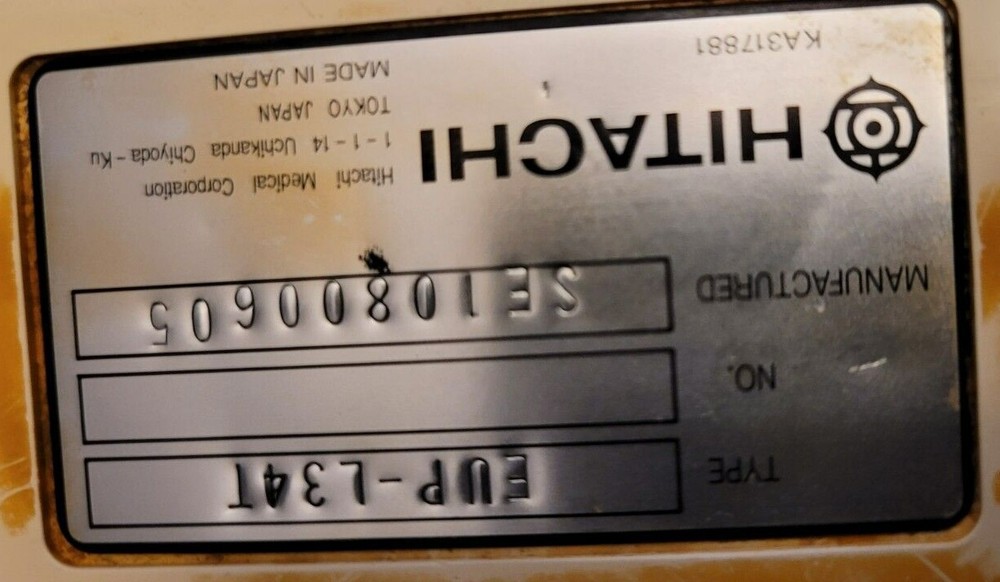 TYPE EUP-L34T
NO.
MANUFACTURED SE10800605
HITACHI
Hitachi Medical Corporation
1-1-14 Uchikanda Chiyoda-Ku
TOKYO JAPAN
MADE IN JAPAN
KA317881